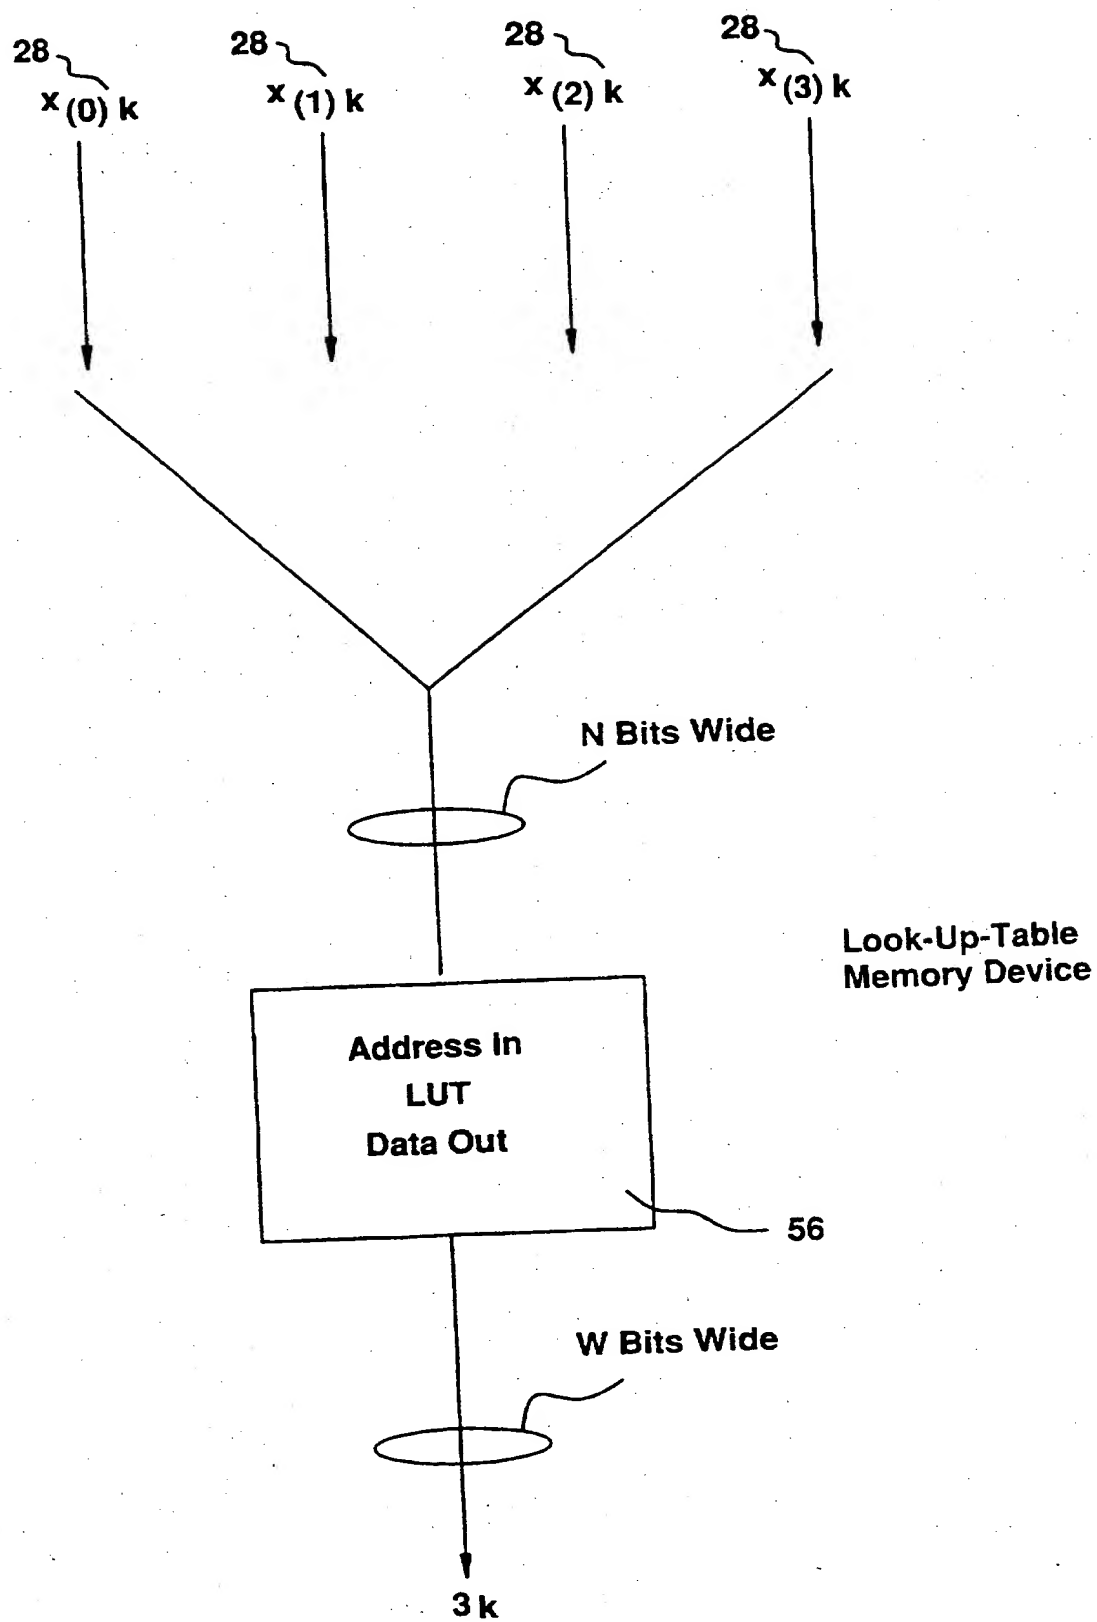 28 28 28 28
x (0) k x (1) k x (2) k x (3) k
N Bits Wide
Look-Up-Table
Memory Device
Address In
LUT
Data Out
56
W Bits Wide
3 k